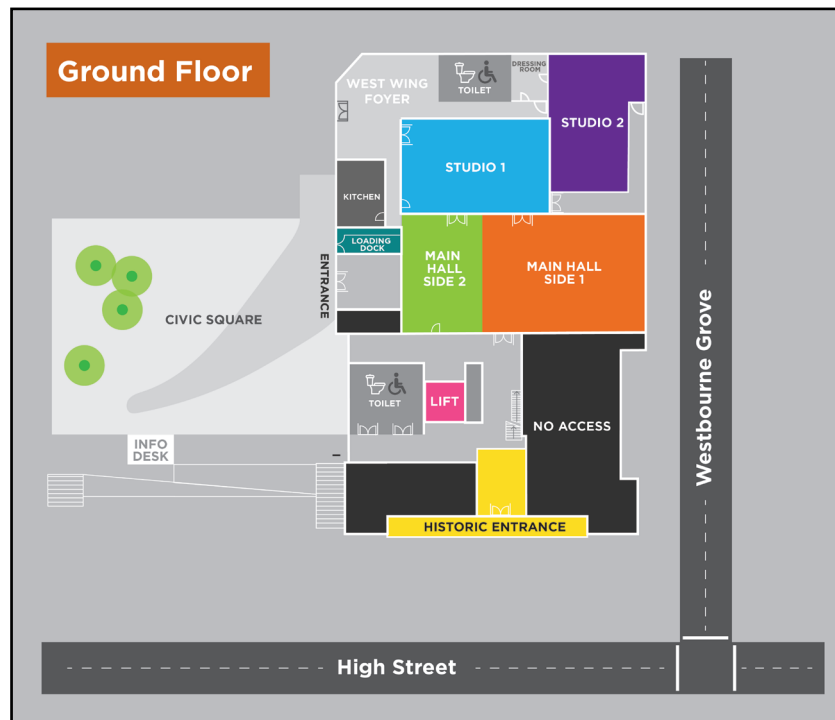 Ground Floor
WEST WING
FOYER
TOILET
DRESSING
ROOM
STUDIO 2
STUDIO 1
KITCHEN
LOADING
DOCK
ENTRANCE
MAIN
HALL
SIDE 2
MAIN HALL
SIDE 1
CIVIC SQUARE
TOILET
LIFT
NO ACCESS
INFO
DESK
HISTORIC ENTRANCE
Westbourne Grove
High Street